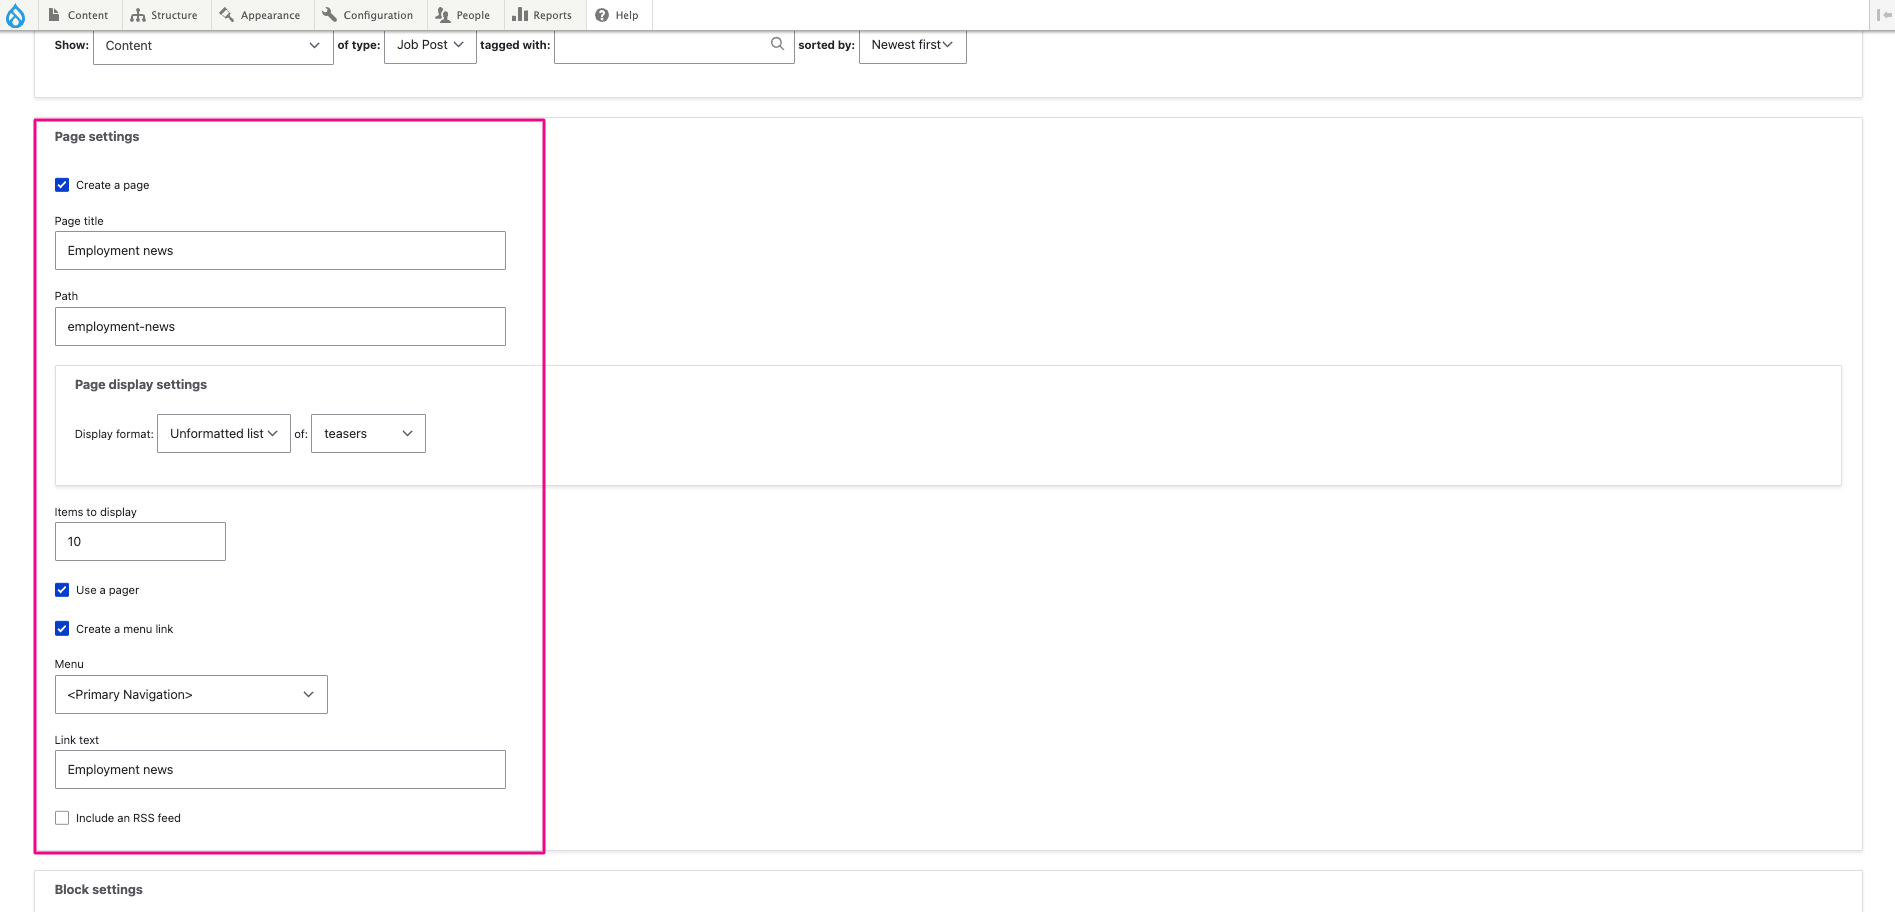 Content Structure Appearance Configuration People Reports Help
Show: Content of type: Job Post tagged with: sorted by: Newest first
Page settings
Create a page
Page title
Employment news
Path
employment-news
Page display settings
Display format: Unformatted list of: teasers
Items to display
10
Use a pager
Create a menu link
Menu
<Primary Navigation>
Link text
Employment news
Include an RSS feed
Block settings